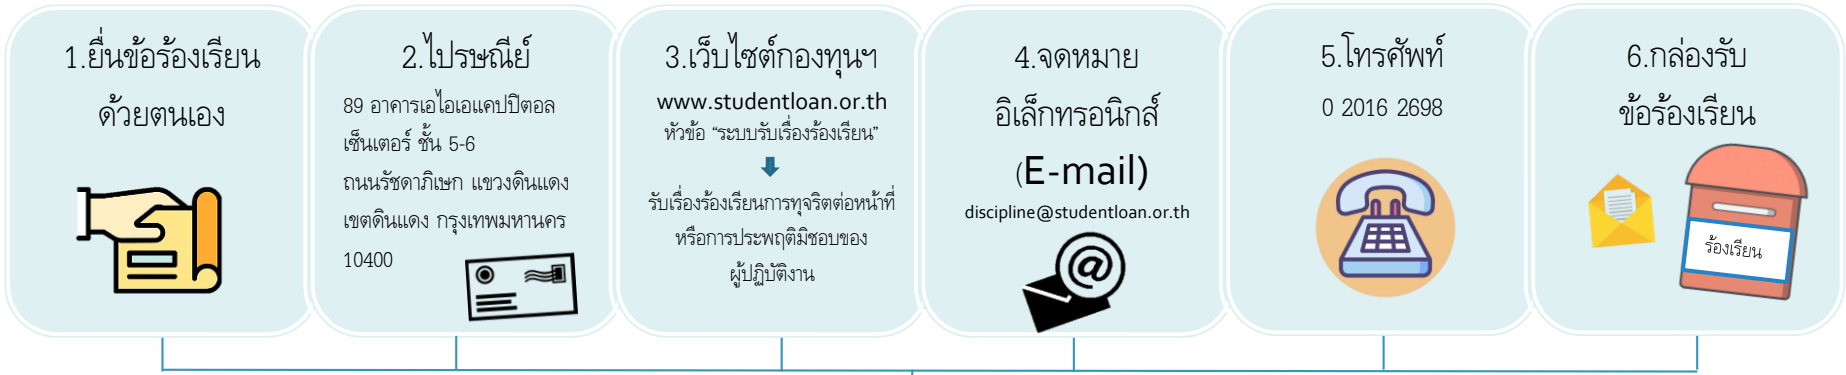 1.ยื่นข้อร้องเรียน
ด้วยตนเอง
2.ไปรษณีย์
89 อาคารเอไอเอแคปปิตอล
เซ็นเตอร์ ชั้น 5-6
ถนนรัชดาภิเษก แขวงดินแดง
เขตดินแดง กรุงเทพมหานคร
10400
3.เว็บไซต์กองทุนฯ
www.studentloan.or.th
หัวข้อ “ระบบรับเรื่องร้องเรียน”
รับเรื่องร้องเรียนการทุจริตต่อหน้าที่
หรือการประพฤติมิชอบของ
ผู้ปฏิบัติงาน
4.จดหมาย
อิเล็กทรอนิกส์
(E-mail)
discipline@studentloan.or.th
5.โทรศัพท์
0 2016 2698
6.กล่องรับ
ข้อร้องเรียน
ร้องเรียน